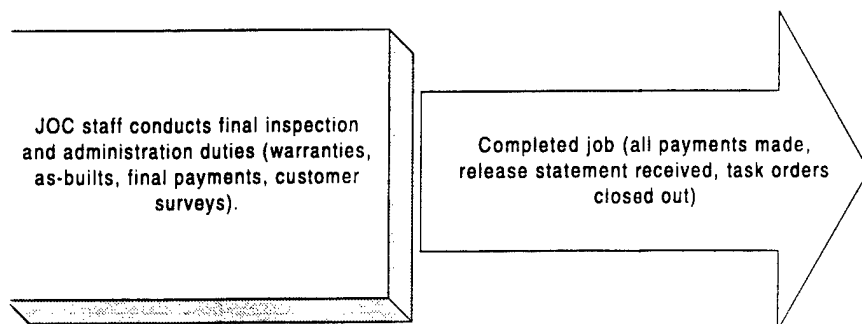 JOC staff conducts final inspection
and administration duties (warranties,
as-builts, final payments, customer
surveys).
Completed job (all payments made,
release statement received, task orders
closed out)